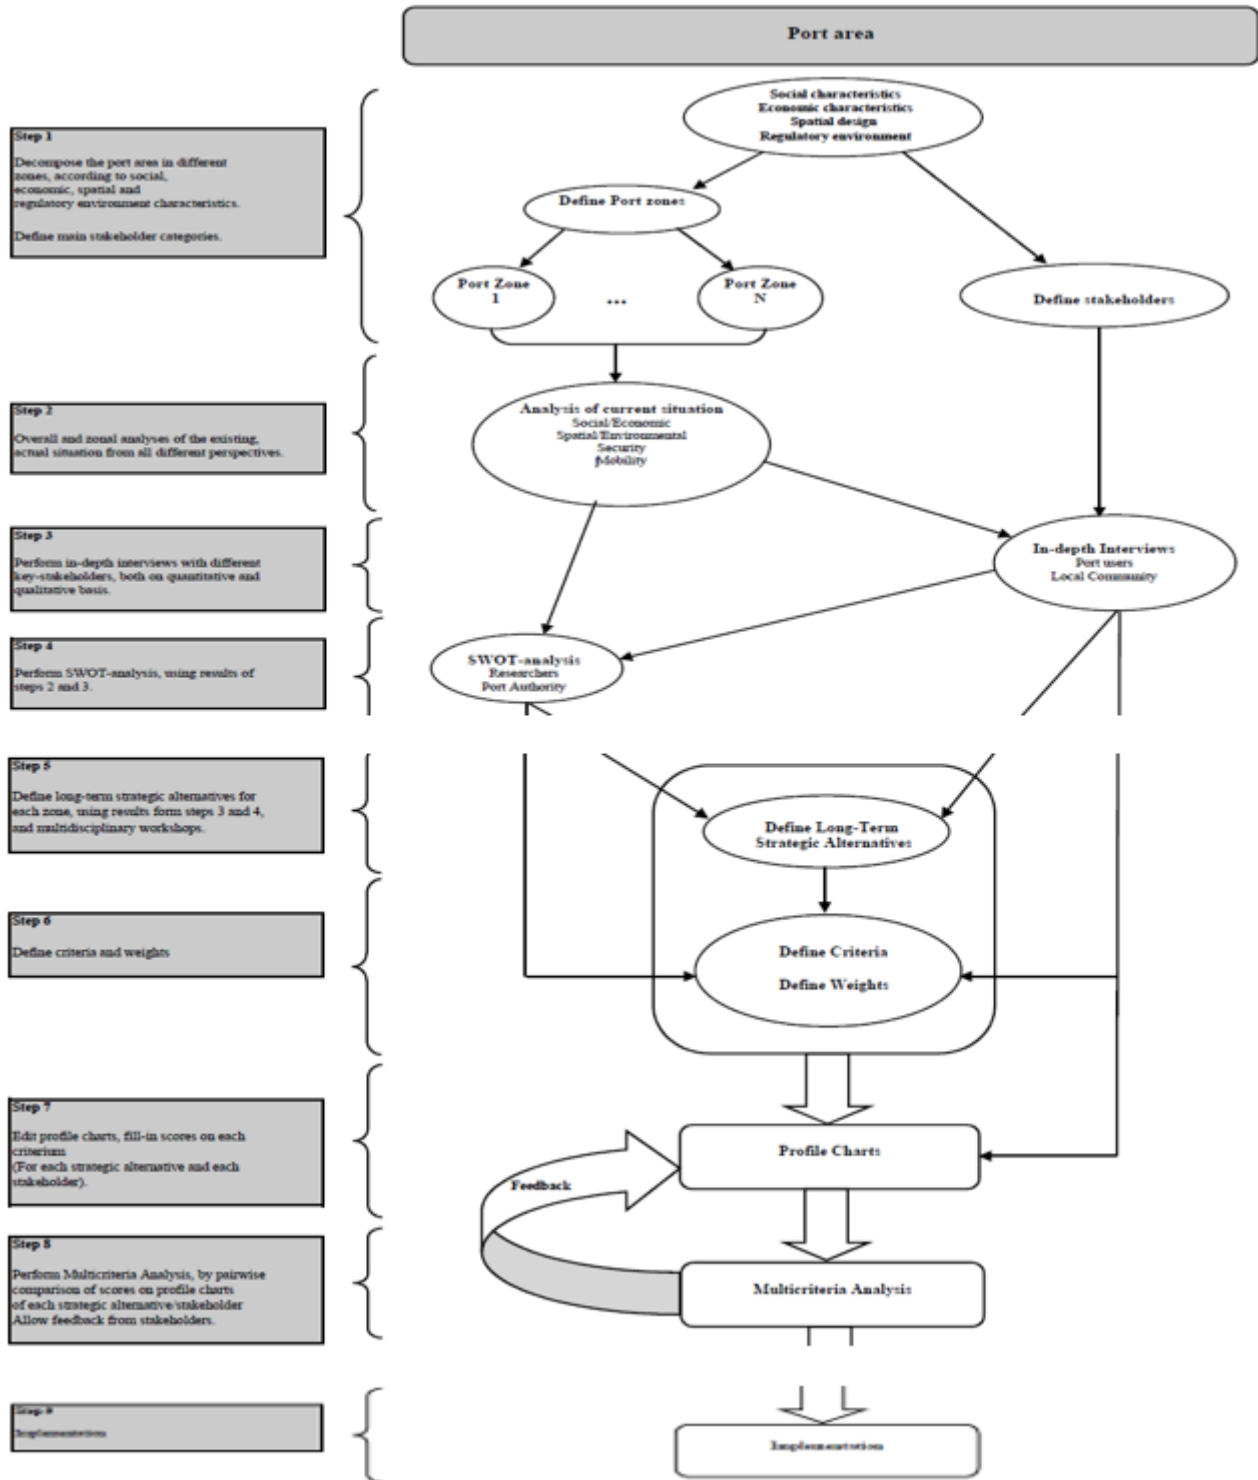 Port area
Step 1
Decompose the port area in different
zones, according to social,
economic, spatial and
regulatory environment characteristics.
Define main stakeholder categories.
Social characteristics
Economic characteristics
Spatial design
Regulatory environment
Define Port zones
Port Zone
1
...
Port Zone
N
Define stakeholders
Step 2
Overall and zonal analyses of the existing,
actual situation from all different perspectives.
Analysis of current situation
Social/Economic
Spatial/Environmental
Security
Mobility
Step 3
Perform in-depth interviews with different
key-stakeholders, both on quantitative and
qualitative basis.
In-depth Interviews
Port users
Local Community
Step 4
Perform SWOT-analysis, using results of
steps 2 and 3.
SWOT-analysis
Researchers
Port Authority
Step 5
Define long-term strategic alternatives for
each zone, using results form steps 3 and 4,
and multidisciplinary workshops.
Define Long-Term
Strategic Alternatives
Step 6
Define criteria and weights
Define Criteria
Define Weights
Step 7
Edit profile charts, fill-in scores on each
criterium
(For each strategic alternative and each
stakeholder).
Profile Charts
Feedback
Step 8
Perform Multicriteria Analysis, by pairwise
comparison of scores on profile charts
of each strategic alternative/stakeholder
Allow feedback from stakeholders.
Multicriteria Analysis
Step 9
Implementation
Implementation